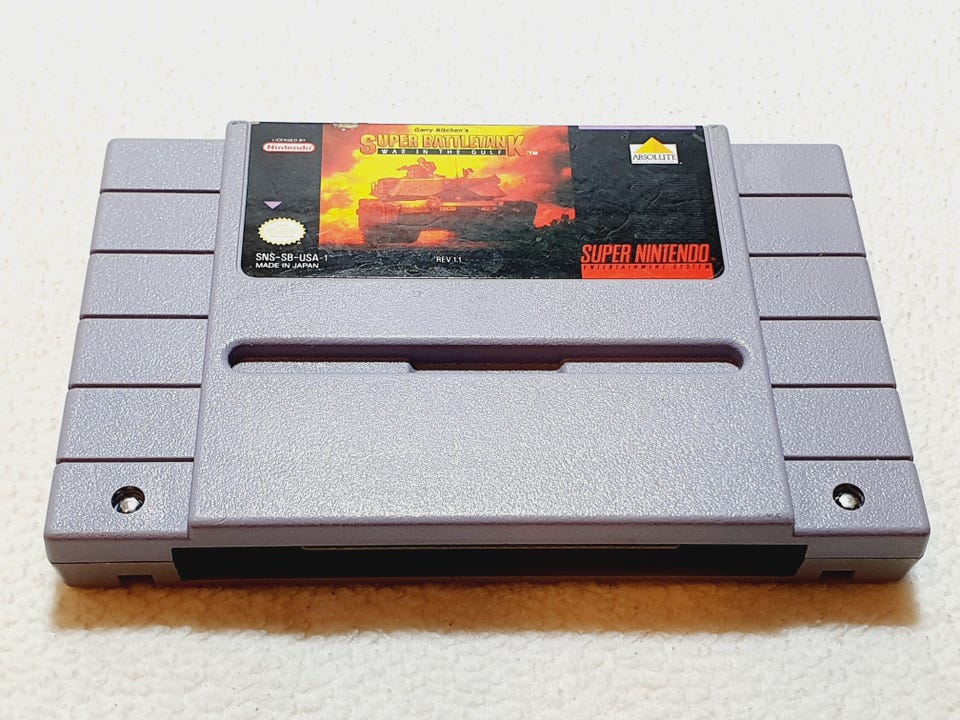 Garry Kitchen's
SUPER BATTLETANK™
WAR IN THE GULF
LICENSED BY
Nintendo
ABSOLUTE
SNS-SB-USA-1
MADE IN JAPAN
REV 1.1
SUPER NINTENDO
ENTERTAINMENT SYSTEM